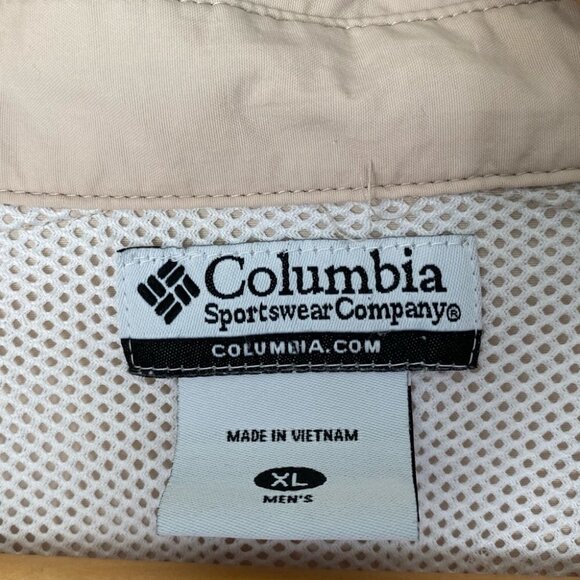 Columbia
Sportswear Company®
COLUMBIA.COM
MADE IN VIETNAM
XL
MEN'S